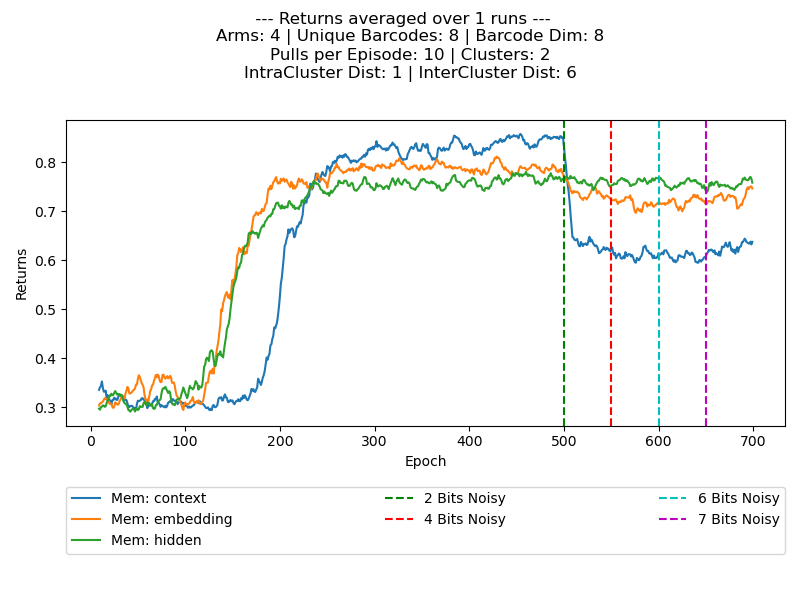 --- Returns averaged over 1 runs ---
Arms: 4 | Unique Barcodes: 8 | Barcode Dim: 8
Pulls per Episode: 10 | Clusters: 2
IntraCluster Dist: 1 | InterCluster Dist: 6
0.8
0.7
0.6
0.5
0.4
0.3
Returns
0 100 200 300 400 500 600 700
Epoch
Mem: context
Mem: embedding
Mem: hidden
2 Bits Noisy
4 Bits Noisy
6 Bits Noisy
7 Bits Noisy